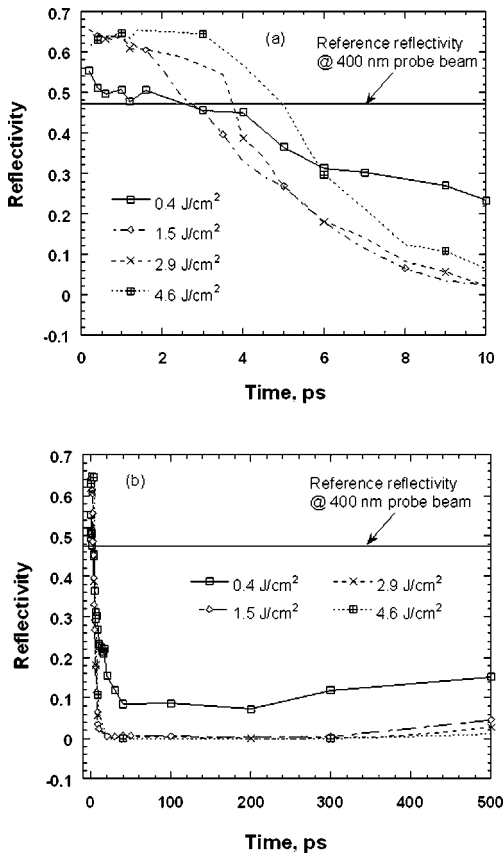 (a)
Reference reflectivity
@ 400 nm probe beam
0.7
0.6
0.5
0.4
0.3
0.2
0.1
0
-0.1
Reflectivity
0.4 J/cm²
1.5 J/cm²
2.9 J/cm²
4.6 J/cm²
0 2 4 6 8 10
Time, ps
(b)
Reference reflectivity
@ 400 nm probe beam
0.7
0.6
0.5
0.4
0.3
0.2
0.1
0
-0.1
Reflectivity
0.4 J/cm² 2.9 J/cm²
1.5 J/cm² 4.6 J/cm²
0 100 200 300 400 500
Time, ps